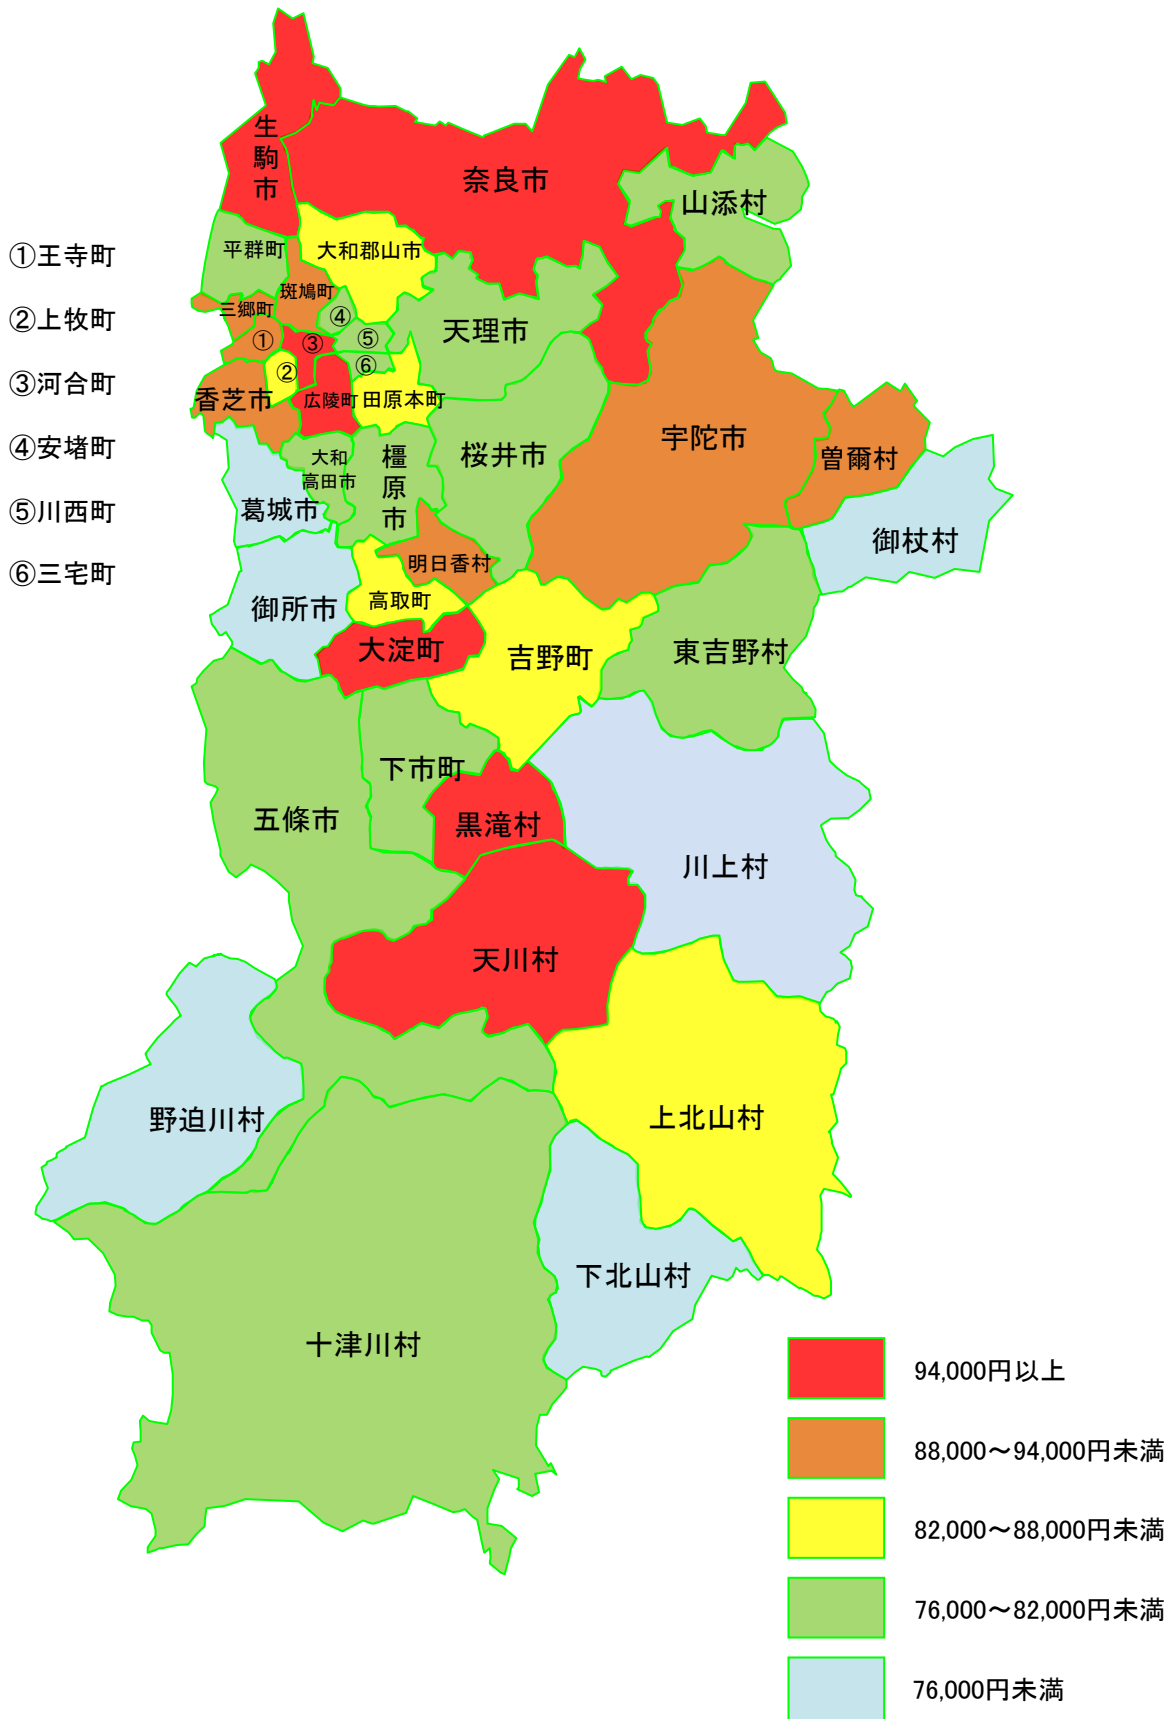 生駒市
奈良市
山添村
平群町
大和郡山市
①王寺町
斑鳩町
三郷町
④
②上牧町
⑤
天理市
①
③
⑥
②
③河合町
香芝市
広陵町
田原本町
宇陀市
④安堵町
大和
高田市
橿原市
桜井市
曽爾村
⑤川西町
葛城市
御杖村
⑥三宅町
明日香村
御所市
高取町
大淀町
吉野町
東吉野村
下市町
五條市
黒滝村
川上村
天川村
野迫川村
上北山村
下北山村
十津川村
94,000円以上
88,000～94,000円未満
82,000～88,000円未満
76,000～82,000円未満
76,000円未満